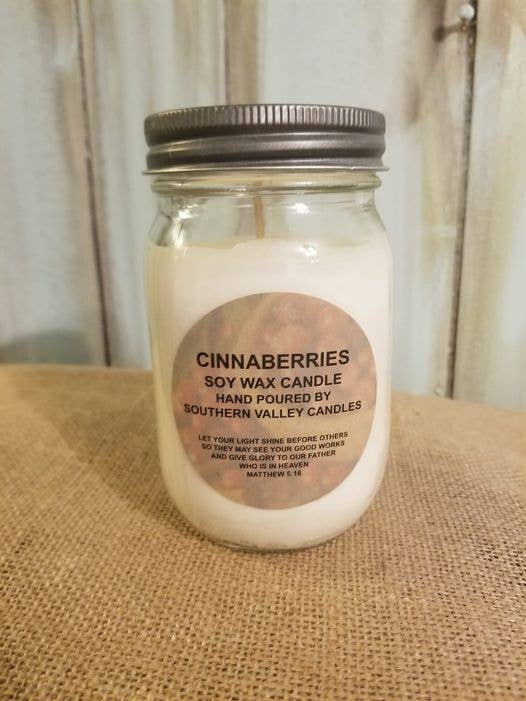 CINNABERRIES
SOY WAX CANDLE
HAND POURED BY
SOUTHERN VALLEY CANDLES
LET YOUR LIGHT SHINE BEFORE OTHERS
SO THEY MAY SEE YOUR GOOD WORKS
AND GIVE GLORY TO OUR FATHER
WHO IS IN HEAVEN
MATTHEW 5:16